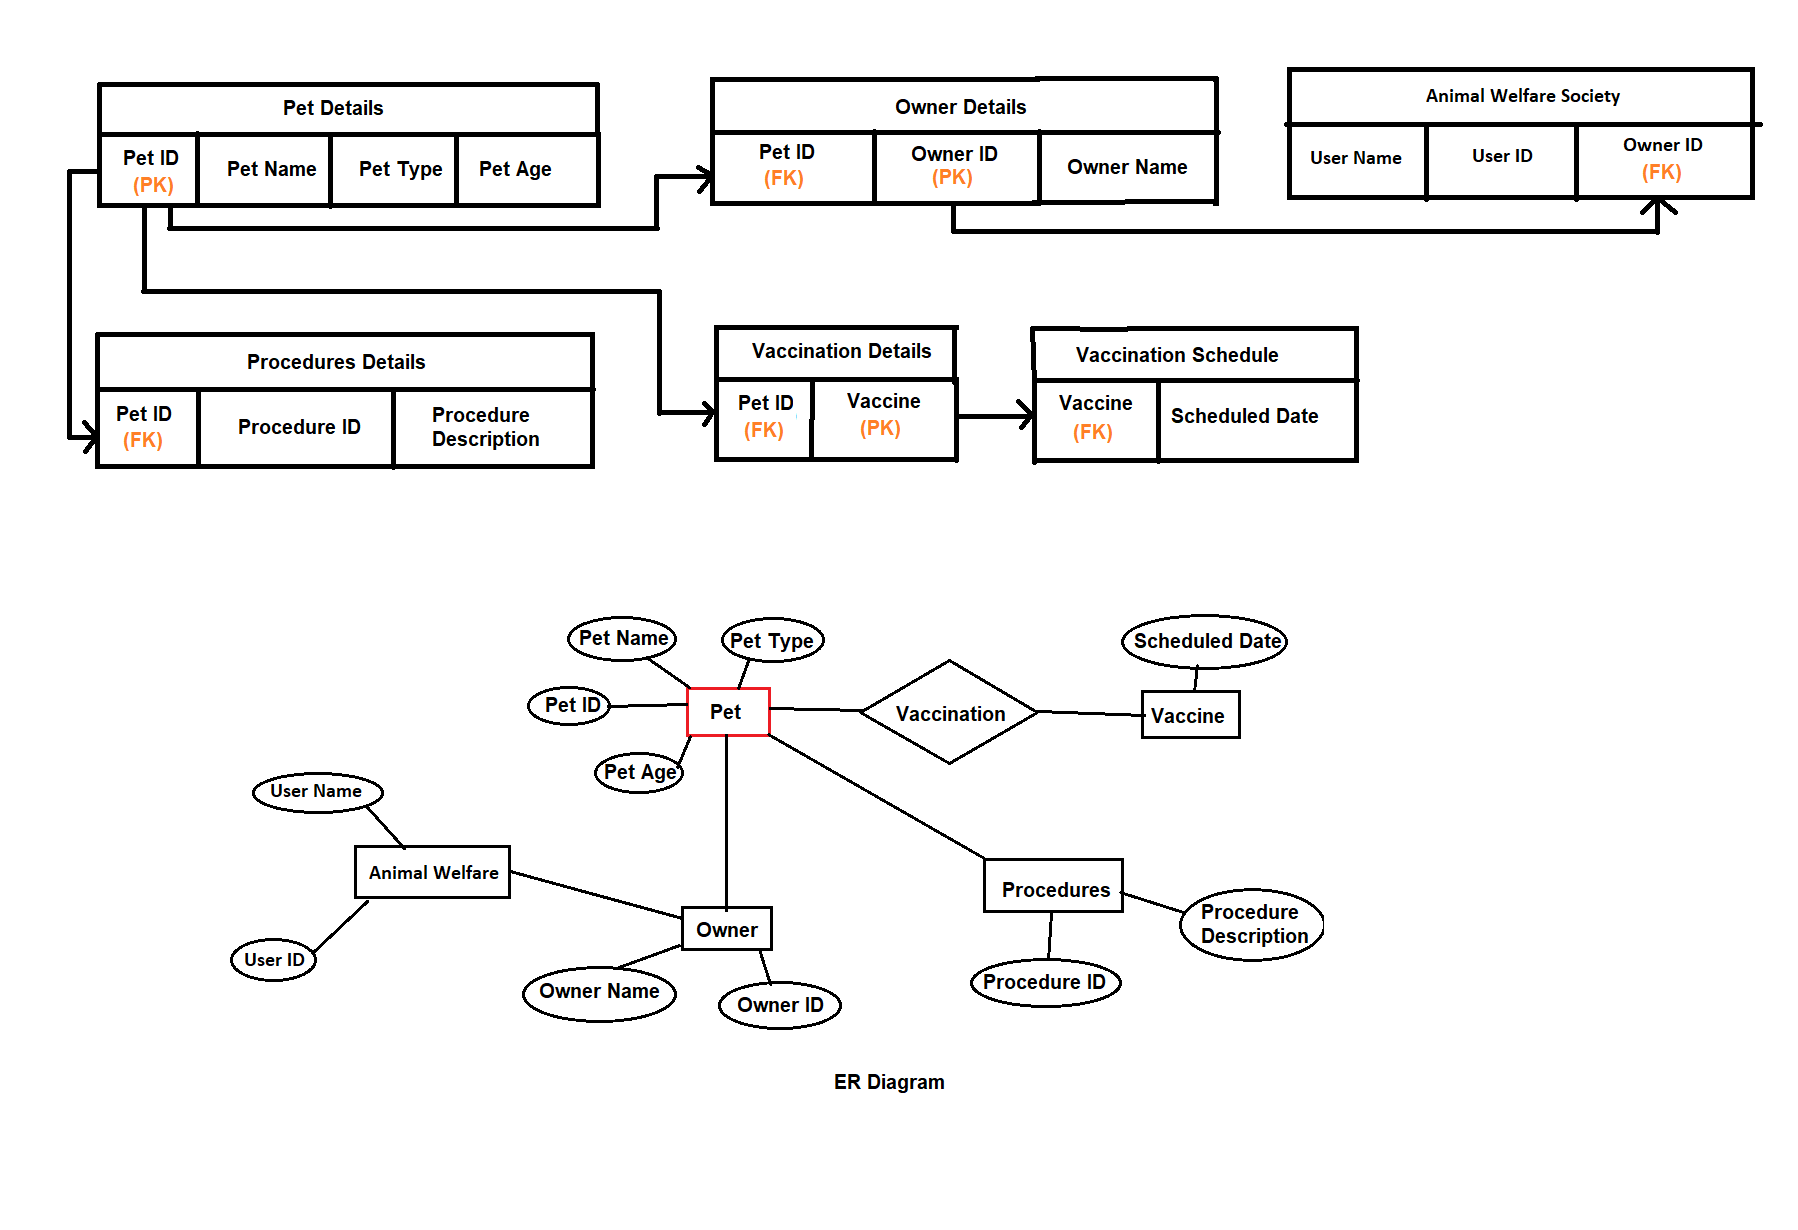 Pet Details
Pet ID
(PK)
Pet Name
Pet Type
Pet Age
Owner Details
Pet ID
(FK)
Owner ID
(PK)
Owner Name
Animal Welfare Society
User Name
User ID
Owner ID
(FK)
Procedures Details
Pet ID
(FK)
Procedure ID
Procedure
Description
Vaccination Details
Pet ID
(FK)
Vaccine
(PK)
Vaccination Schedule
Vaccine
(FK)
Scheduled Date
Pet Name
Pet Type
Scheduled Date
Pet ID
Pet
Vaccination
Vaccine
Pet Age
User Name
Animal Welfare
Procedures
Procedure
Description
Owner
User ID
Owner Name
Owner ID
Procedure ID
ER Diagram